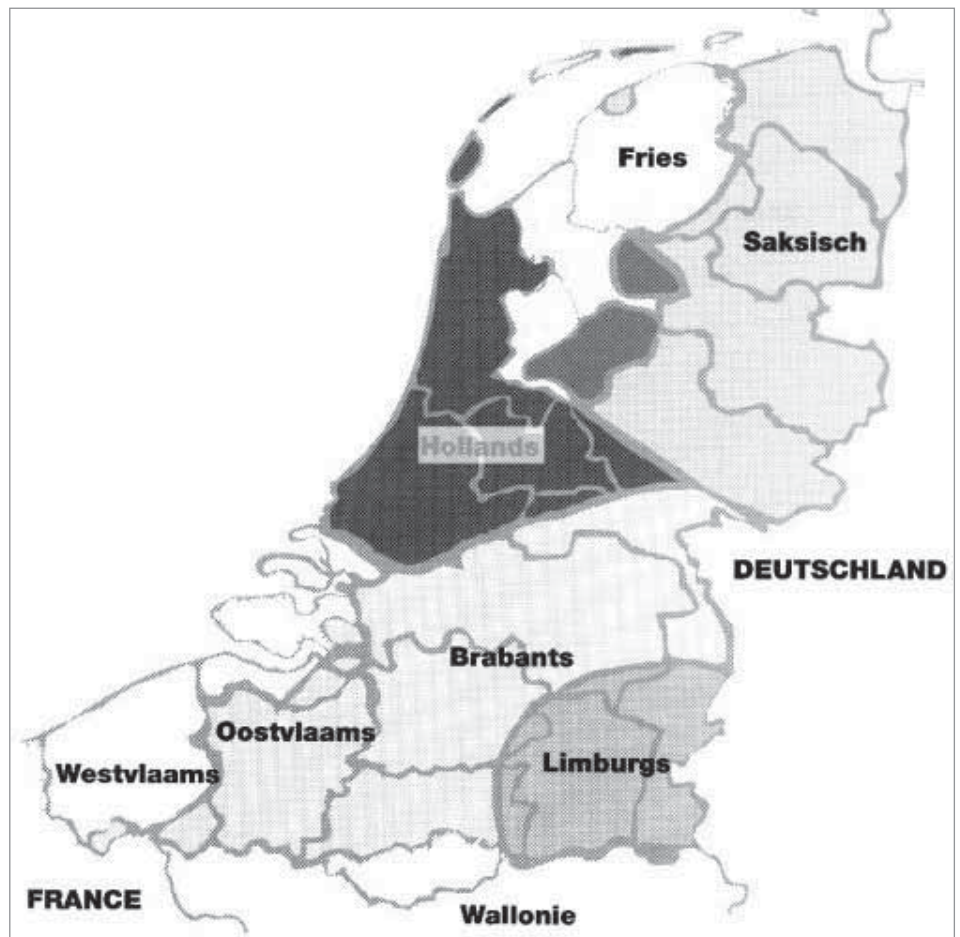 Fries
Saksisch
Hollands
DEUTSCHLAND
Brabants
Oostvlaams
Limburgs
Westvlaams
FRANCE
Wallonie